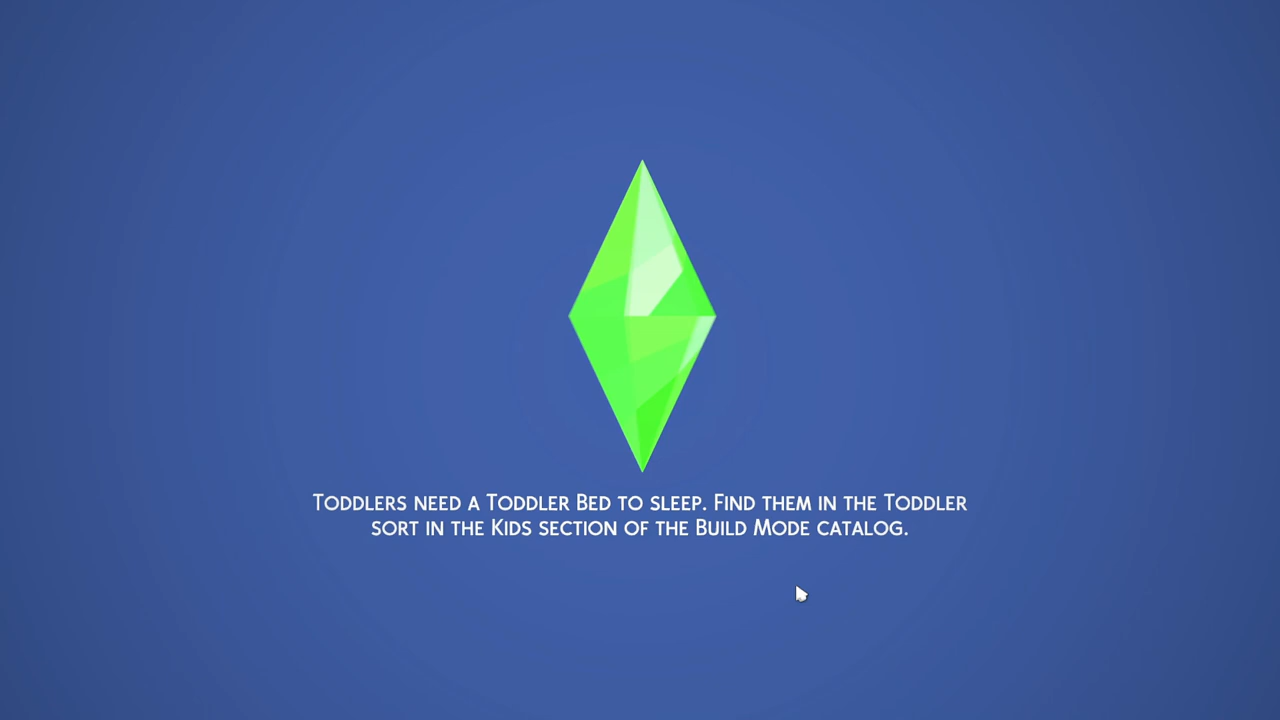 Toddlers need a Toddler Bed to sleep. Find them in the Toddler
sort in the Kids section of the Build Mode catalog.